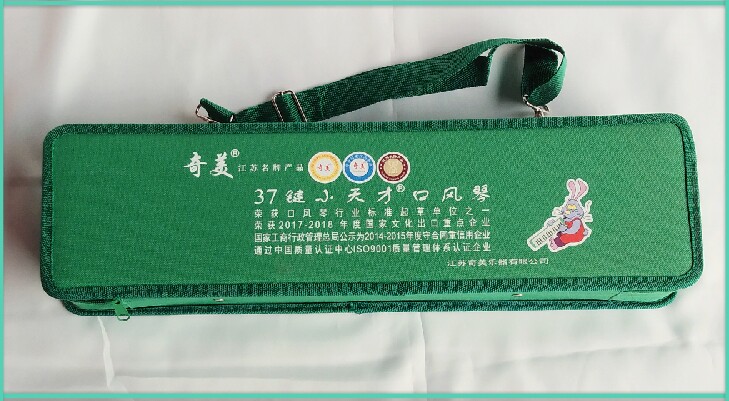 奇美® 江苏名牌产品
37键小天才®口风琴
荣获口风琴行业标准起草单位之一
荣获2017-2018年度国家文化出口重点企业
国家工商行政管理总局公示为2014-2015年度守合同重信用企业
通过中国质量认证中心ISO9001质量管理体系认证企业
江苏奇美乐器有限公司